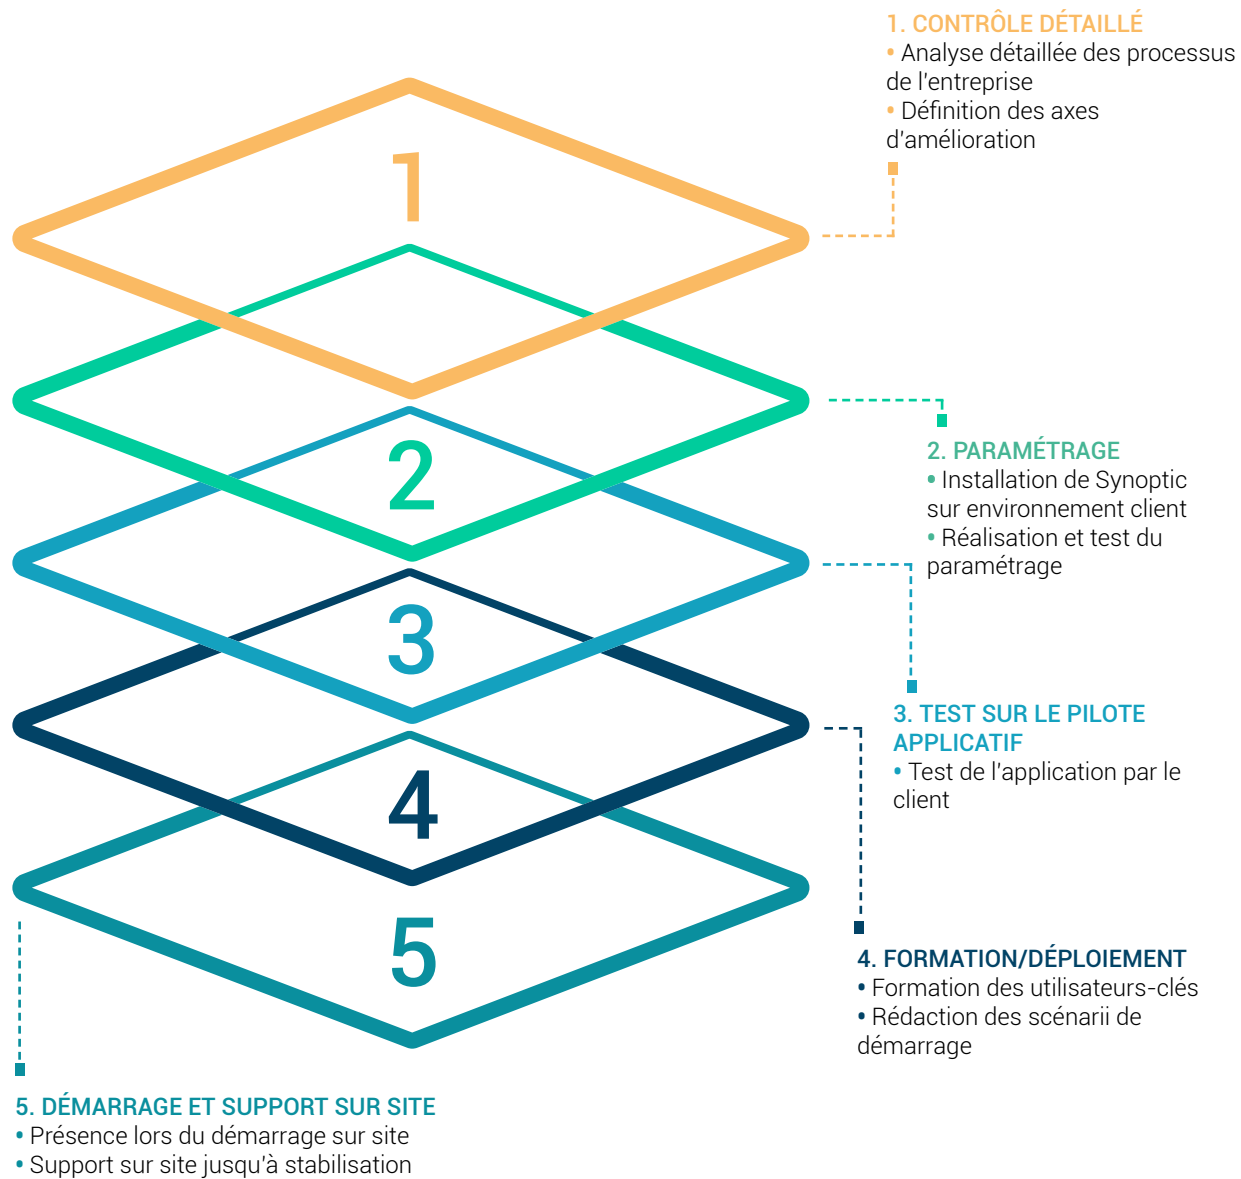 1. CONTRÔLE DÉTAILLÉ
• Analyse détaillée des processus
de l'entreprise
• Définition des axes
d'amélioration
1
2
2. PARAMÉTRAGE
• Installation de Synoptic
sur environnement client
• Réalisation et test du
paramétrage
3
3. TEST SUR LE PILOTE
APPLICATIF
• Test de l'application par le
client
4
4. FORMATION/DÉPLOIEMENT
• Formation des utilisateurs-clés
• Rédaction des scénarii de
démarrage
5
5. DÉMARRAGE ET SUPPORT SUR SITE
• Présence lors du démarrage sur site
• Support sur site jusqu'à stabilisation